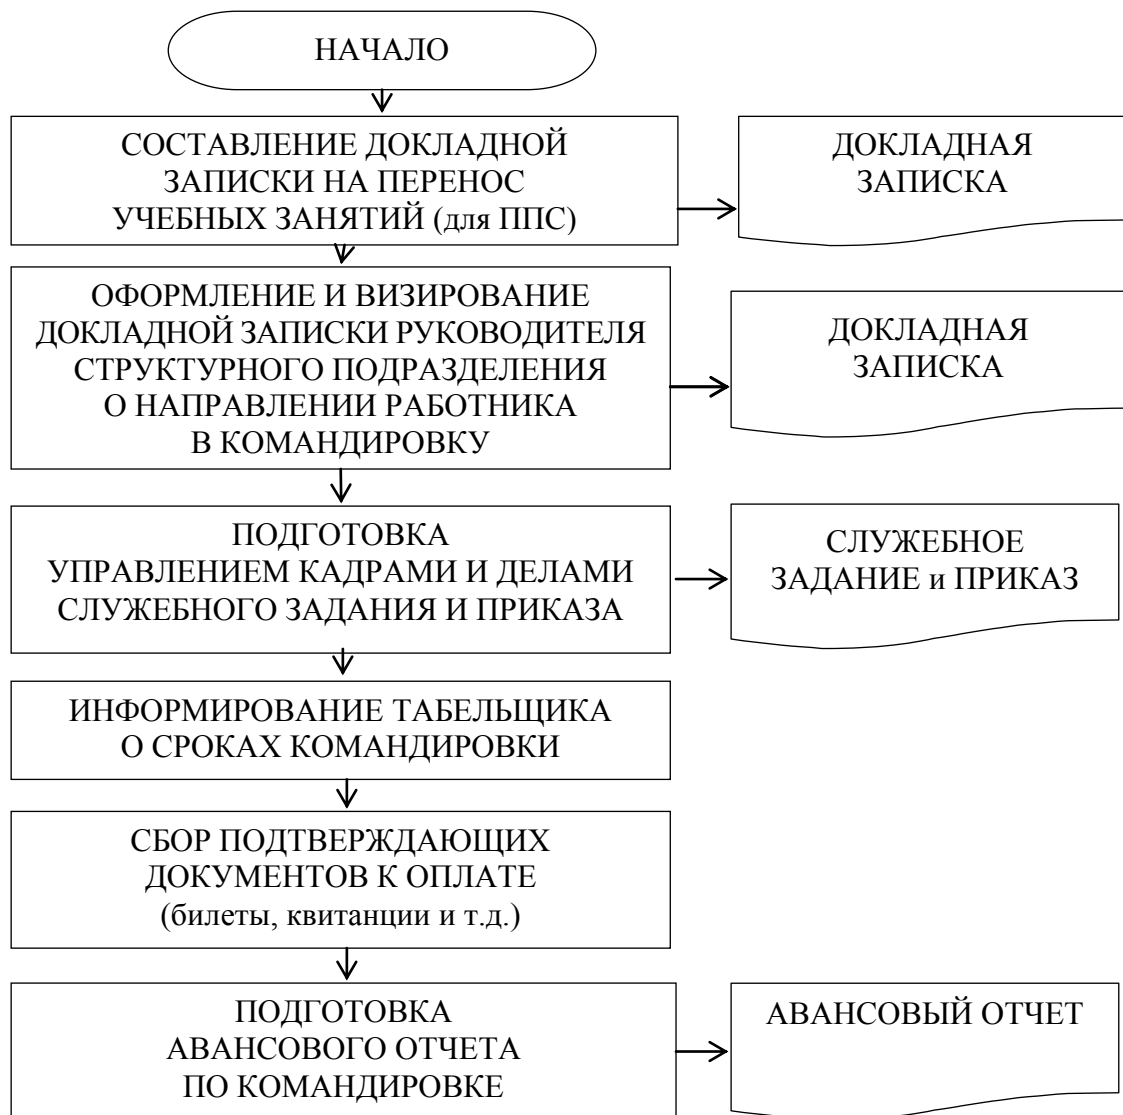 НАЧАЛО
СОСТАВЛЕНИЕ ДОКЛАДНОЙ
ЗАПИСКИ НА ПЕРЕНОС
УЧЕБНЫХ ЗАНЯТИЙ (для ППС)
ДОКЛАДНАЯ
ЗАПИСКА
ОФОРМЛЕНИЕ И ВИЗИРОВАНИЕ
ДОКЛАДНОЙ ЗАПИСКИ РУКОВОДИТЕЛЯ
СТРУКТУРНОГО ПОДРАЗДЕЛЕНИЯ
О НАПРАВЛЕНИИ РАБОТНИКА
В КОМАНДИРОВКУ
ДОКЛАДНАЯ
ЗАПИСКА
ПОДГОТОВКА
УПРАВЛЕНИЕМ КАДРАМИ И ДЕЛАМИ
СЛУЖЕБНОГО ЗАДАНИЯ И ПРИКАЗА
СЛУЖЕБНОЕ
ЗАДАНИЕ и ПРИКАЗ
ИНФОРМИРОВАНИЕ ТАБЕЛЬЩИКА
О СРОКАХ КОМАНДИРОВКИ
СБОР ПОДТВЕРЖДАЮЩИХ
ДОКУМЕНТОВ К ОПЛАТЕ
(билеты, квитанции и т.д.)
ПОДГОТОВКА
АВАНСОВОГО ОТЧЕТА
ПО КОМАНДИРОВКЕ
АВАНСОВЫЙ ОТЧЕТ